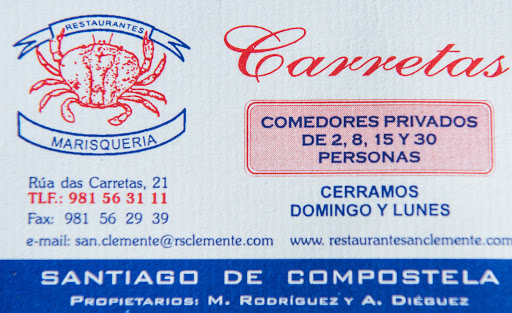 RESTAURANTES
MARISQUERIA
Carretas
COMEDORES PRIVADOS
DE 2, 8, 15 Y 30
PERSONAS
Rúa das Carretas, 21
TLF.: 981 56 31 11
Fax: 981 56 29 39
CERRAMOS
DOMINGO Y LUNES
e-mail: san.clemente@rsclemente.com www. restaurantesanclemente.com
SANTIAGO DE COMPOSTELA
PROPIETARIOS: M. RODRÍGUEZ Y A. DIÉGUEZ